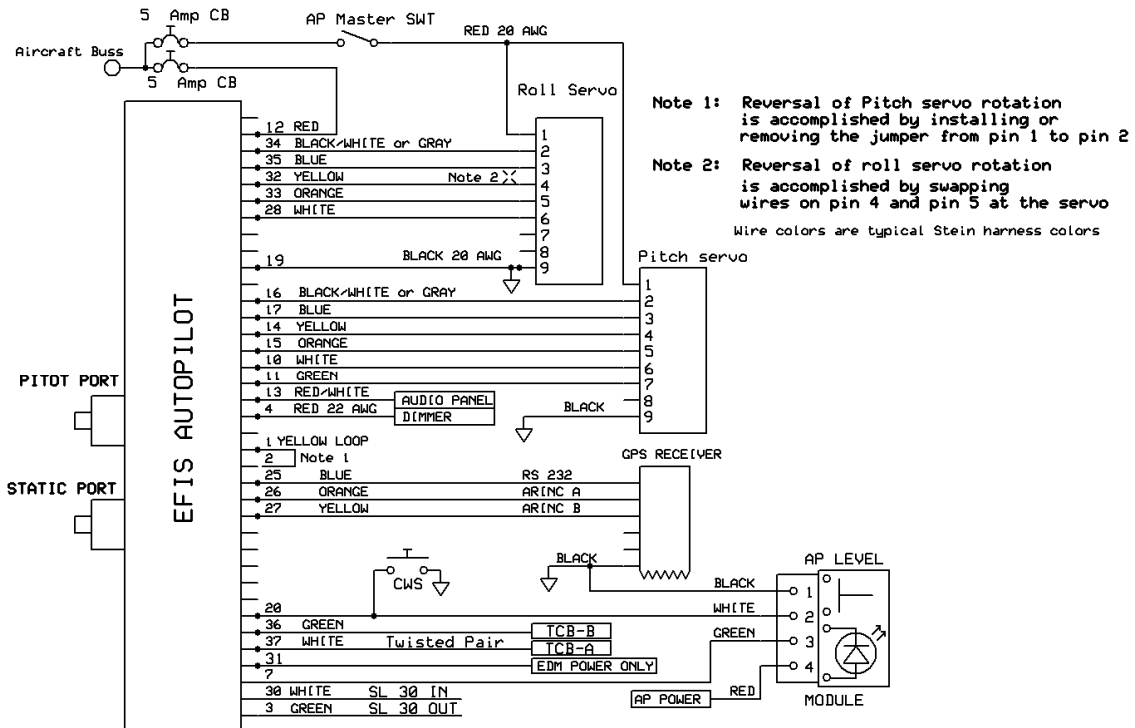 5 Amp CB
AP Master SWT
RED 20 AWG
Aircraft Buss
5 Amp CB
Roll Servo
Note 1: Reversal of Pitch servo rotation
is accomplished by installing or
removing the jumper from pin 1 to pin 2
Note 2: Reversal of roll servo rotation
is accomplished by swapping
wires on pin 4 and pin 5 at the servo
Wire colors are typical Stein harness colors
12 RED
34 BLACK/WHITE or GRAY
35 BLUE
32 YELLOW
Note 2
33 ORANGE
28 WHITE
1
2
3
4
5
6
7
8
9
19
BLACK 20 AWG
Pitch servo
16 BLACK/WHITE or GRAY
17 BLUE
14 YELLOW
15 ORANGE
10 WHITE
11 GREEN
13 RED/WHITE
AUDIO PANEL
4 RED 22 AWG
DIMMER
BLACK
1
2
3
4
5
6
7
8
9
EFIS AUTOPILOT
PITOT PORT
STATIC PORT
1 YELLOW LOOP
2 Note 1
GPS RECEIVER
25 BLUE RS 232
26 ORANGE ARINC A
27 YELLOW ARINC B
BLACK
CWS
AP LEVEL
BLACK
1
20
WHITE
2
36 GREEN
TCB-B
GREEN
3
37 WHITE Twisted Pair
TCB-A
31
EDM POWER ONLY
4
7
AP POWER
RED
MODULE
30 WHITE SL 30 IN
3 GREEN SL 30 OUT